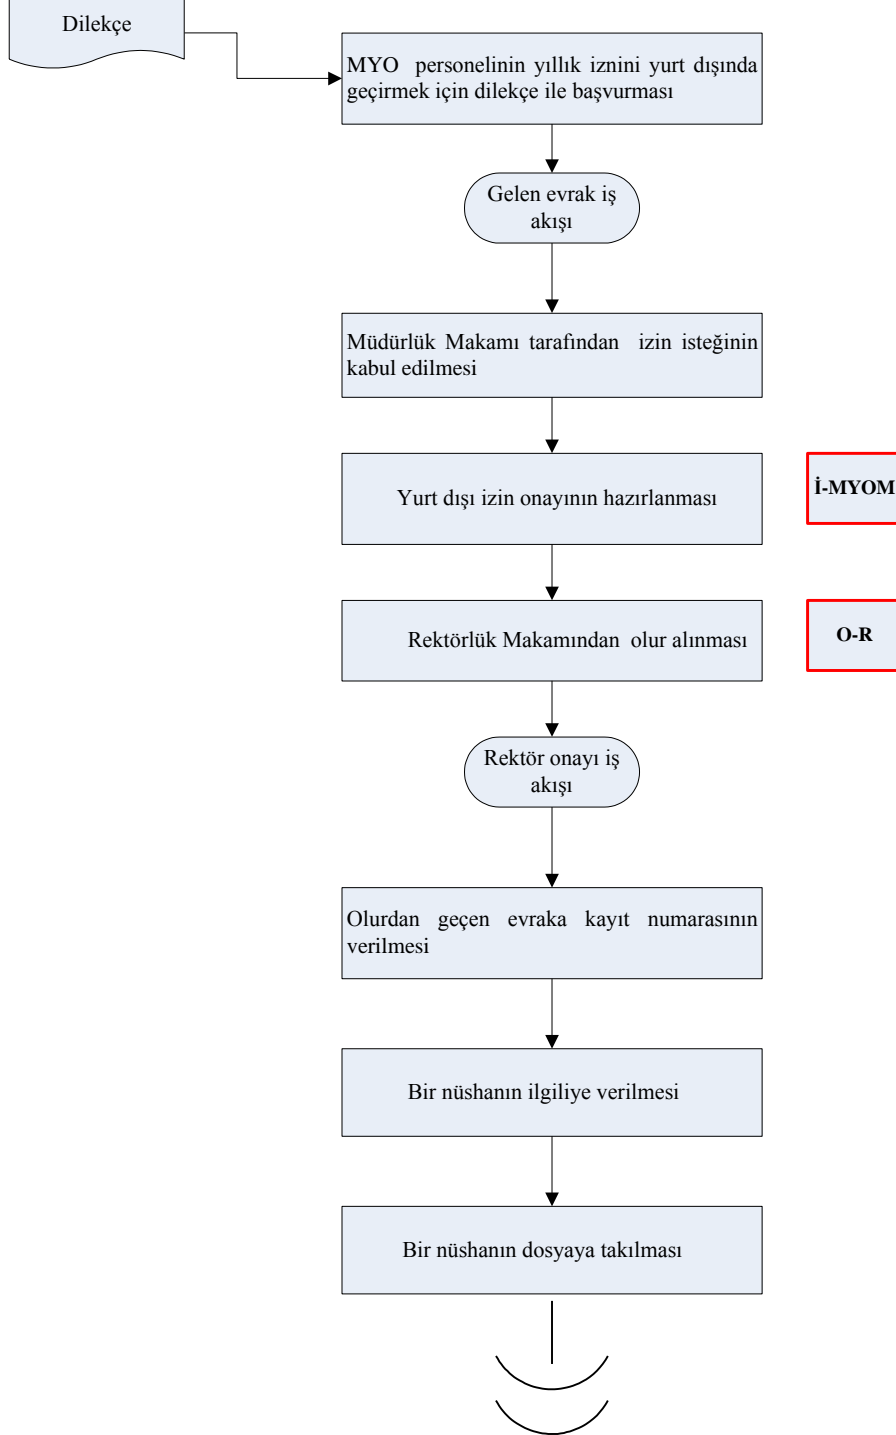 Dilekçe
MYO personelinin yıllık iznini yurt dışında
geçirmek için dilekçe ile başvurması
Gelen evrak iş
akışı
Müdürlük Makamı tarafından izin isteğinin
kabul edilmesi
Yurt dışı izin onayının hazırlanması
İ-MYOM
Rektörlük Makamından olur alınması
O-R
Rektör onayı iş
akışı
Olurdan geçen evraka kayıt numarasının
verilmesi
Bir nüshanın ilgiliye verilmesi
Bir nüshanın dosyaya takılması